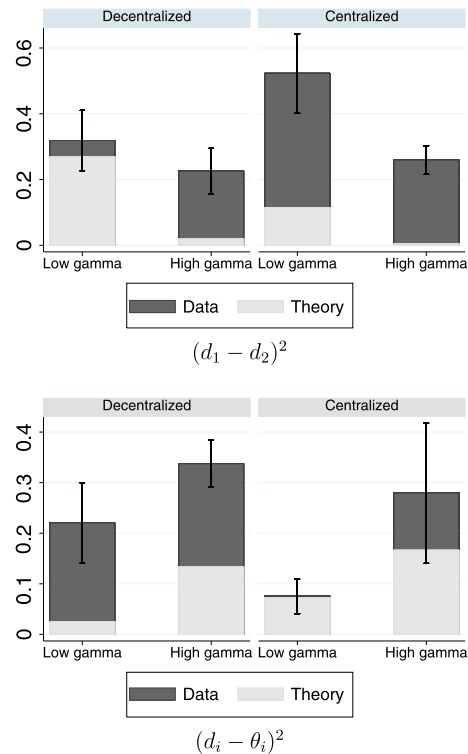 Decentralized Centralized
0.6
0.4
0.2
0
Low gamma High gamma Low gamma High gamma
Data Theory
(d₁ − d₂)²
Decentralized Centralized
0.4
0.3
0.2
0.1
0
Low gamma High gamma Low gamma High gamma
Data Theory
(dᵢ − θᵢ)²